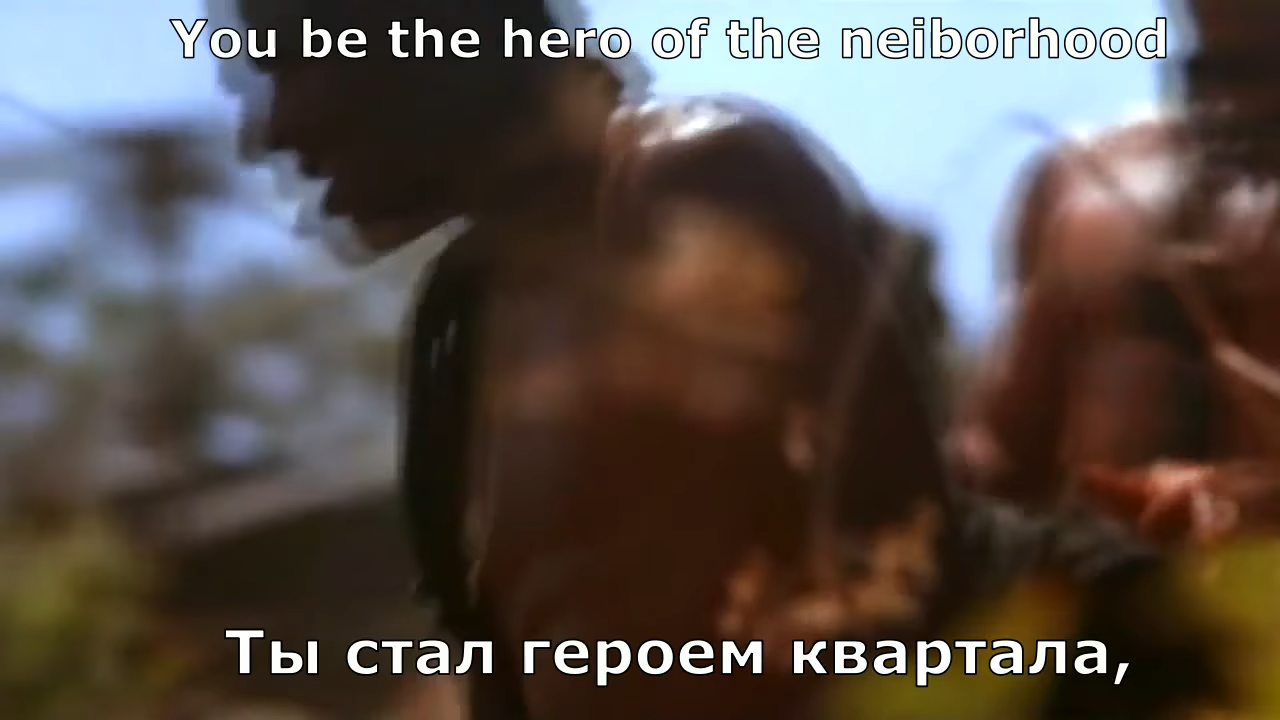 You be the hero of the neiborhood
Ты стал героем квартала,